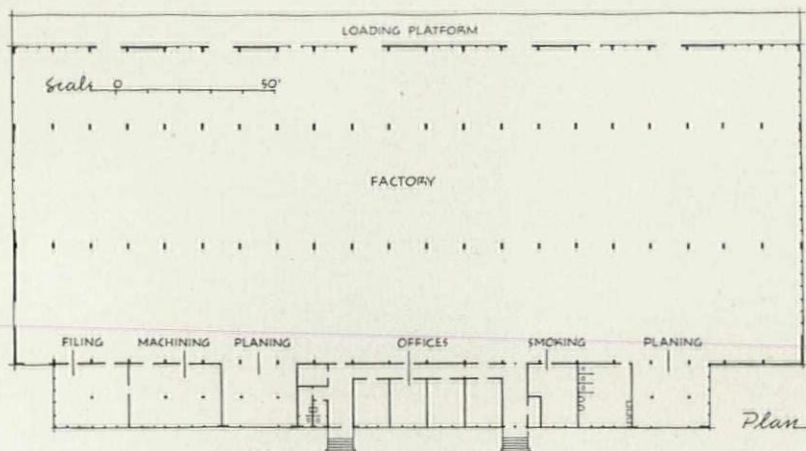 LOADING PLATFORM
Scale 0 50'
FACTORY
FILING MACHINING PLANING OFFICES SMOKING PLANING
Plan